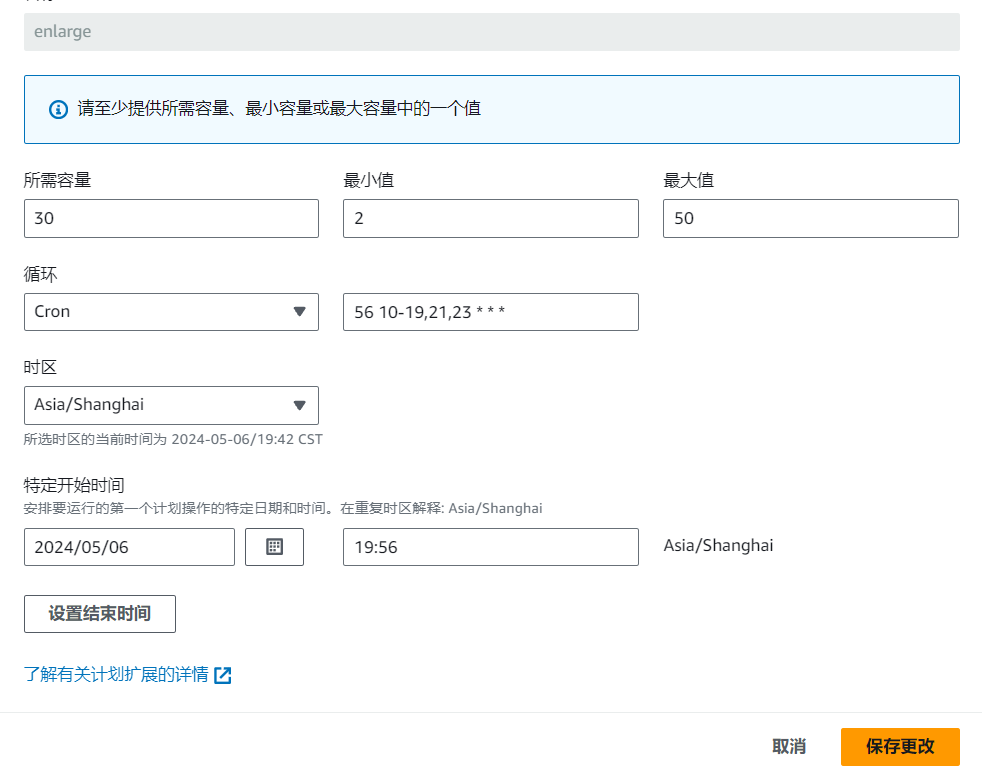 enlarge
请至少提供所需容量、最小容量或最大容量中的一个值
所需容量 最小值 最大值
30 2 50
循环
Cron 56 10-19,21,23 * * *
时区
Asia/Shanghai
所选时区的当前时间为 2024-05-06/19:42 CST
特定开始时间
安排要运行的第一个计划操作的特定日期和时间。在重复时区解释: Asia/Shanghai
2024/05/06 19:56 Asia/Shanghai
设置结束时间
了解有关计划扩展的详情
取消 保存更改